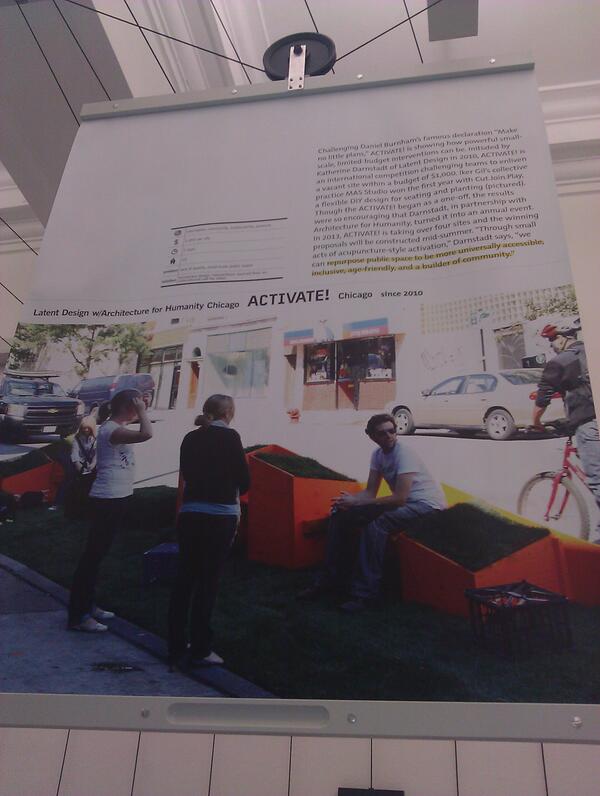 Challenging Daniel Burnham's famous declaration "Make
no little plans," ACTIVATE! is showing how powerful small-
scale, limited-budget interventions can be. Initiated by
Katherine Darnstadt of Latent Design in 2010, ACTIVATE! is
an international competition challenging teams to enliven
a vacant site within a budget of $1,000. Iker Gil's collective
practice MAS Studio won the first year with Cut.Join.Play,
a flexible DIY design for seating and planting (pictured).
Though the ACTIVATE! began as a one-off, the results
were so encouraging that Darnstadt, in partnership with
Architecture for Humanity, turned it into an annual event.
In 2013, ACTIVATE! is taking over four sites and the winning
proposals will be constructed mid-summer. "Through small
acts of acupuncture-style activation," Darnstadt says, "we
can repurpose public space to be more universally accessible,
inclusive, age-friendly, and a builder of community."
Latent Design w/Architecture for Humanity Chicago ACTIVATE! Chicago since 2010